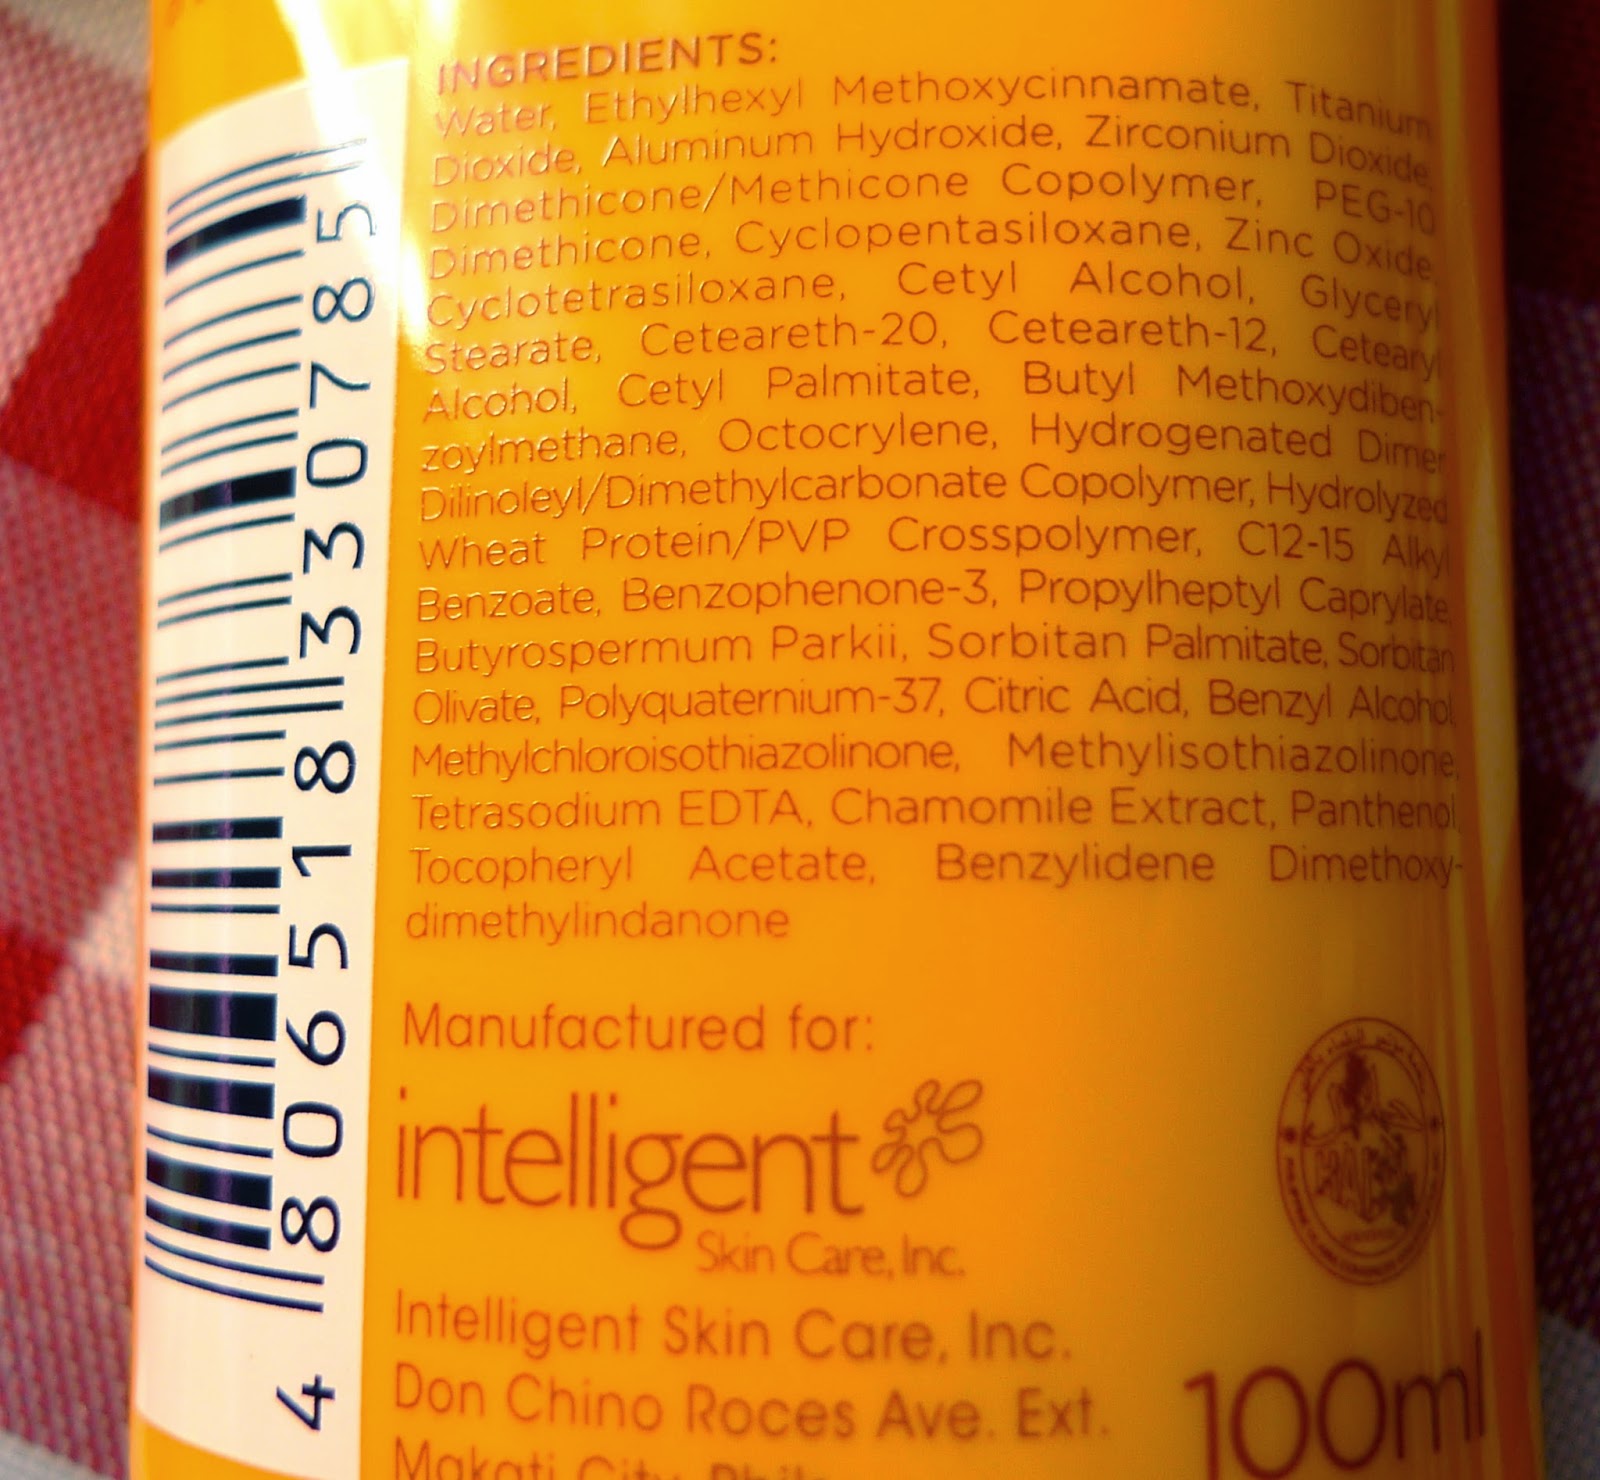 INGREDIENTS:
Water, Ethylhexyl Methoxycinnamate, Titanium
Dioxide, Aluminum Hydroxide, Zirconium Dioxide,
Dimethicone/Methicone Copolymer, PEG-10
Dimethicone, Cyclopentasiloxane, Zinc Oxide,
Cyclotetrasiloxane, Cetyl Alcohol, Glyceryl
Stearate, Ceteareth-20, Ceteareth-12, Cetearyl
Alcohol, Cetyl Palmitate, Butyl Methoxydiben-
zoylmethane, Octocrylene, Hydrogenated Dimer
Dilinoleyl/Dimethylcarbonate Copolymer, Hydrolyzed
Wheat Protein/PVP Crosspolymer, C12-15 Alkyl
Benzoate, Benzophenone-3, Propylheptyl Caprylate,
Butyrospermum Parkii, Sorbitan Palmitate, Sorbitan
Olivate, Polyquaternium-37, Citric Acid, Benzyl Alcohol,
Methylchloroisothiazolinone, Methylisothiazolinone,
Tetrasodium EDTA, Chamomile Extract, Panthenol,
Tocopheryl Acetate, Benzylidene Dimethoxy-
dimethylindanone
Manufactured for:
intelligent
Skin Care, Inc.
Intelligent Skin Care, Inc.
Don Chino Roces Ave. Ext.
Makati City
100ml
4 806518 330785